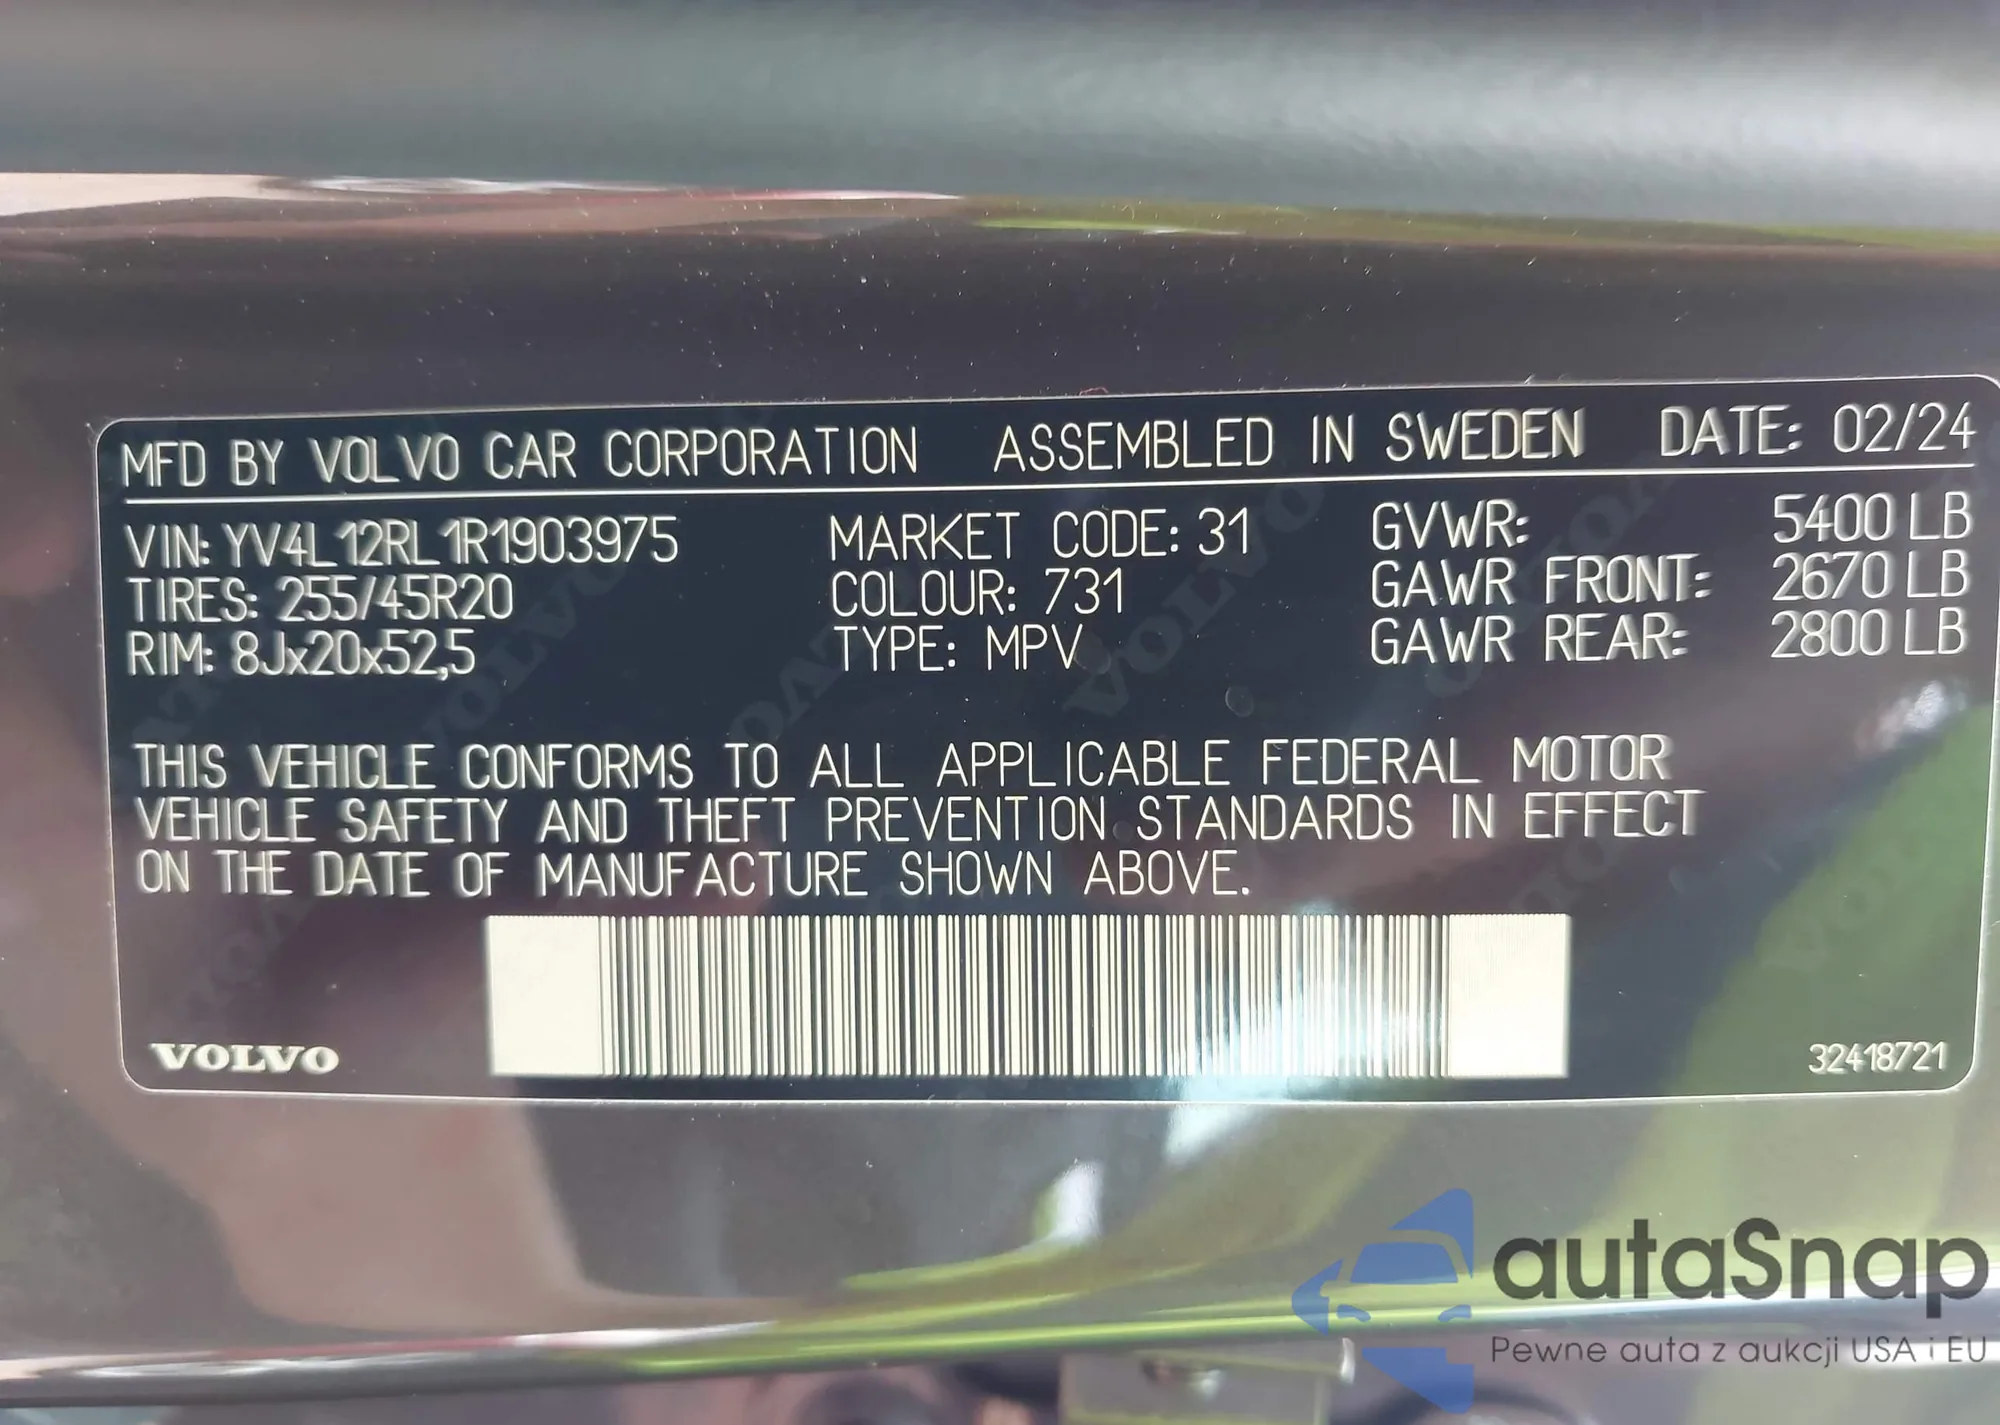 MFD BY VOLVO CAR CORPORATION ASSEMBLED IN SWEDEN DATE: 02/24
VIN: YV4L12RL1R1903975 MARKET CODE: 31 GVWR: 5400 LB
TIRES: 255/45R20 COLOUR: 731 GAWR FRONT: 2670 LB
RIM: 8Jx20x52,5 TYPE: MPV GAWR REAR: 2800 LB
THIS VEHICLE CONFORMS TO ALL APPLICABLE FEDERAL MOTOR
VEHICLE SAFETY AND THEFT PREVENTION STANDARDS IN EFFECT
ON THE DATE OF MANUFACTURE SHOWN ABOVE.
VOLVO 32418721
autaSnap
Pewne auta z aukcji USA i EU